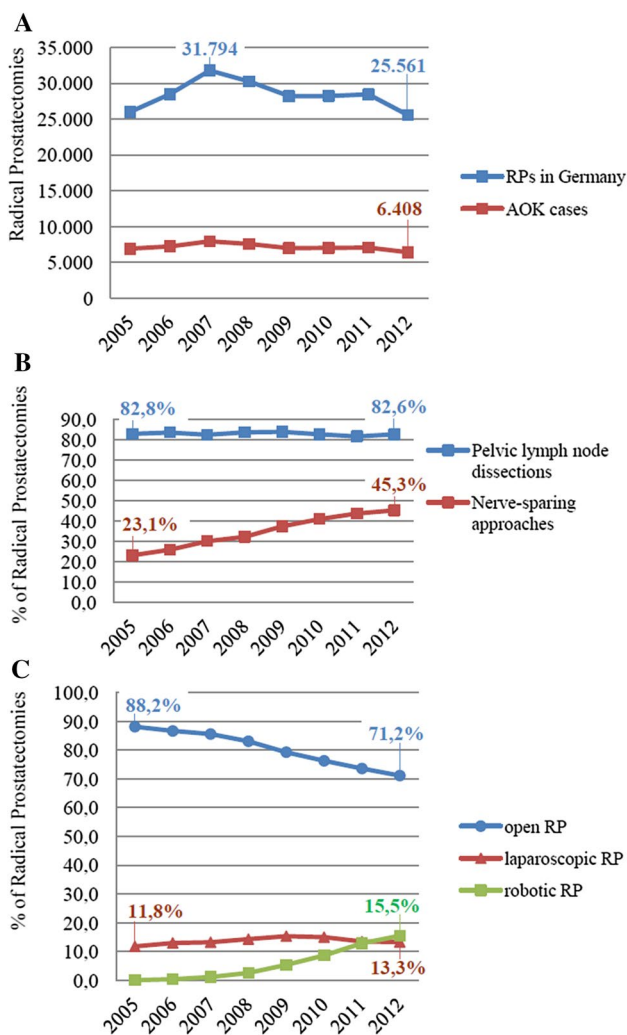 A
Radical Prostatectomies
35.000
30.000
25.000
20.000
15.000
10.000
5.000
0
31.794
25.561
6.408
2005 2006 2007 2008 2009 2010 2011 2012
RPs in Germany
AOK cases
B
% of Radical Prostatectomies
90,0
80,0
70,0
60,0
50,0
40,0
30,0
20,0
10,0
0,0
82,8%
82,6%
23,1%
45,3%
2005 2006 2007 2008 2009 2010 2011 2012
Pelvic lymph node
dissections
Nerve-sparing
approaches
C
% of Radical Prostatectomies
100,0
90,0
80,0
70,0
60,0
50,0
40,0
30,0
20,0
10,0
0,0
88,2%
71,2%
11,8%
15,5%
13,3%
2005 2006 2007 2008 2009 2010 2011 2012
open RP
laparoscopic RP
robotic RP